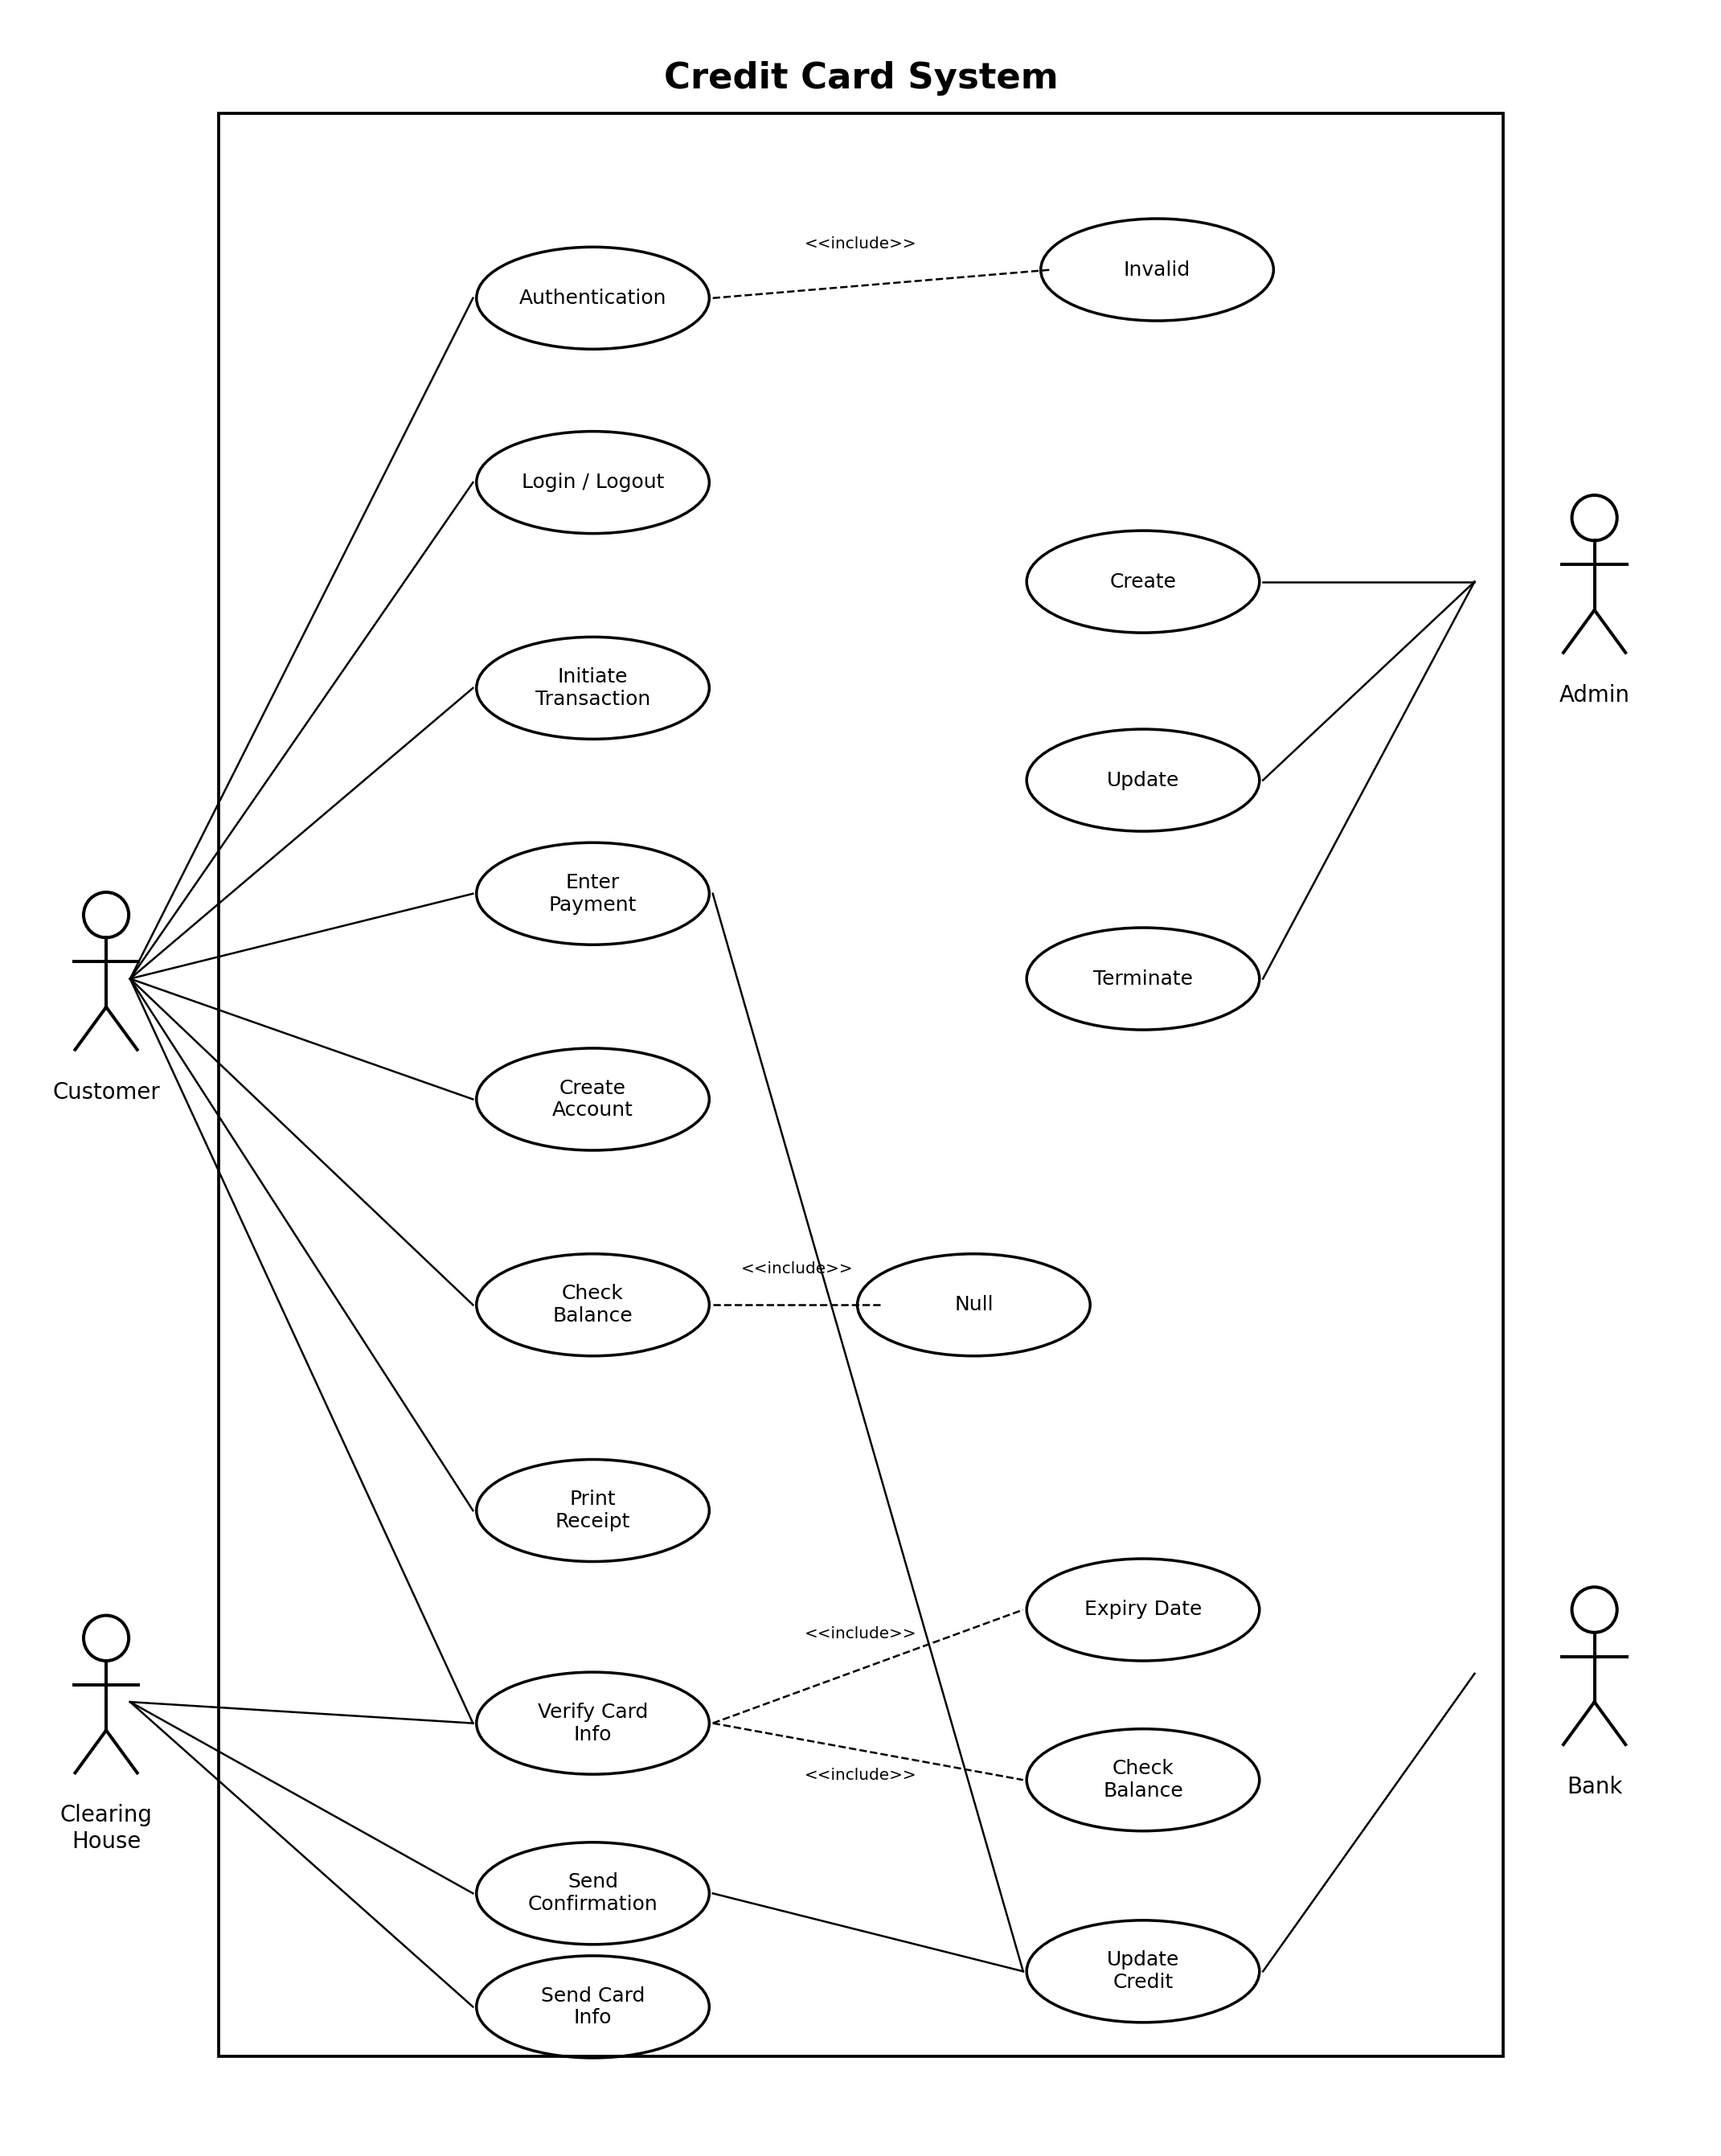 Credit Card System
<<include>>
Invalid
Authentication
Login / Logout
Create
Admin
Initiate
Transaction
Update
Enter
Payment
Terminate
Customer
Create
Account
<<include>>
Check
Balance
Null
Print
Receipt
Expiry Date
<<include>>
Verify Card
Info
<<include>>
Check
Balance
Bank
Clearing
House
Send
Confirmation
Update
Credit
Send Card
Info